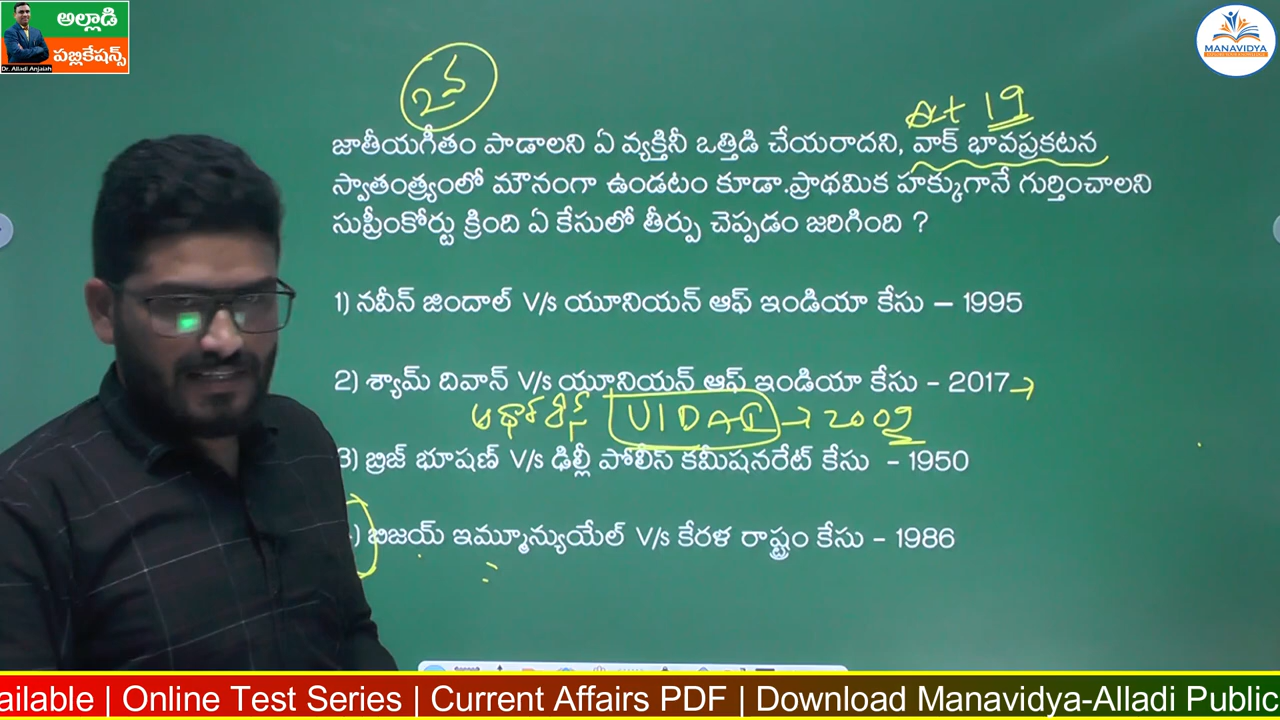 అల్లాడి
పబ్లికేషన్స్
Dr. Alladi Anjaiah
MANAVIDYA
Art 19
జాతీయగీతం పాడాలని ఏ వ్యక్తినీ ఒత్తిడి చేయరాదని, వాక్ భావప్రకటన
స్వాతంత్ర్యంలో మౌనంగా ఉండటం కూడా.ప్రాథమిక హక్కుగానే గుర్తించాలని
సుప్రీంకోర్టు క్రింది ఏ కేసులో తీర్పు చెప్పడం జరిగింది ?
1) నవీన్ జిందాల్ V/s యూనియన్ ఆఫ్ ఇండియా కేసు – 1995
2) శ్యామ్ దివాన్ V/s యూనియన్ ఆఫ్ ఇండియా కేసు – 2017 →
UIDAI → 2009
3) బ్రిజ్ భూషణ్ V/s ఢిల్లీ పోలీస్ కమీషనరేట్ కేసు – 1950
) బిజయ్ ఇమ్మాన్యుయేల్ V/s కేరళ రాష్ట్రం కేసు – 1986
ailable | Online Test Series | Current Affairs PDF | Download Manavidya-Alladi Public